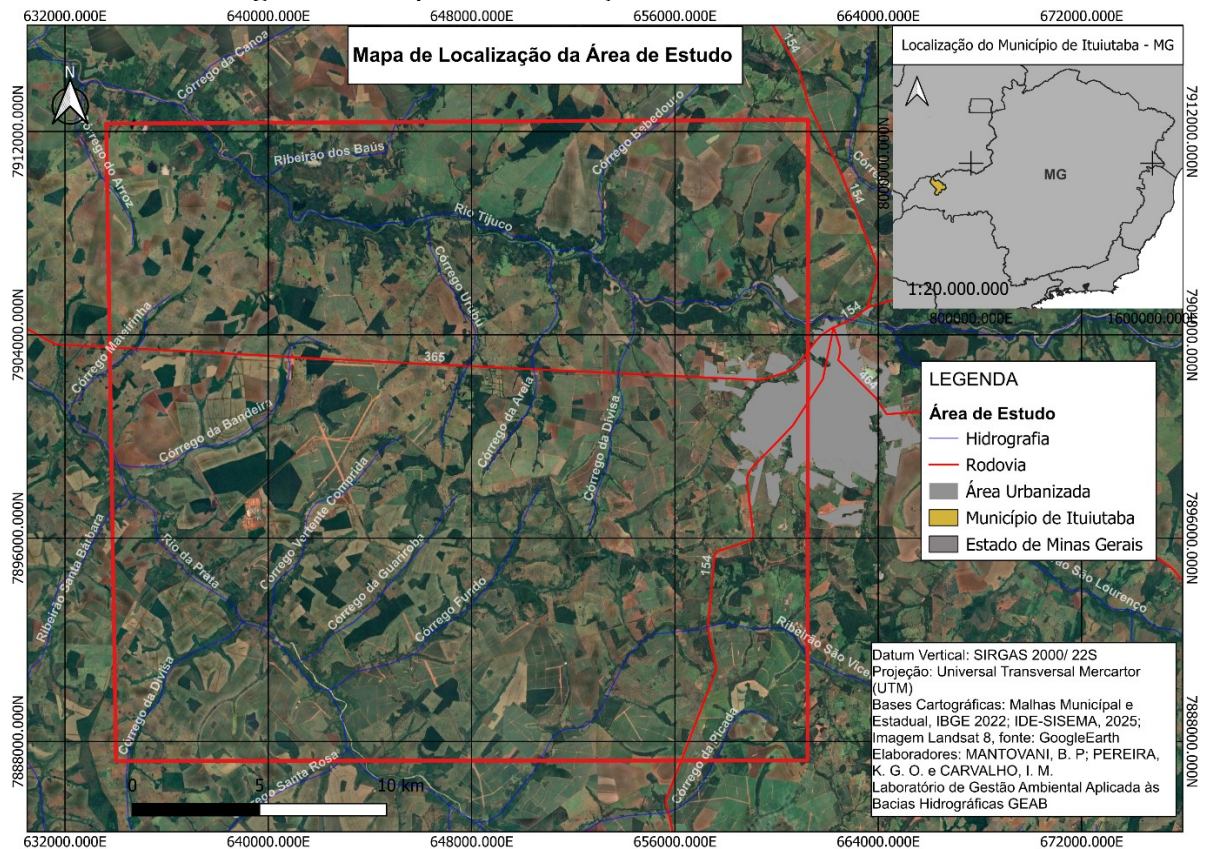 632000.000E
640000.000E
648000.000E
656000.000E
664000.000E
672000.000E
Mapa de Localização da Área de Estudo
Localização do Município de Ituiutaba - MG
N
MG
1:20.000.000
8000000.000N
800000.000E
1600000.000E
7912000.000N
7912000.000N
7904000.000N
7904000.000N
7896000.000N
7896000.000N
7888000.000N
7888000.000N
Córrego da Canoa
Córrego do Arroz
Ribeirão dos Baús
Córrego Bebedouro
Rio Tijuco
Córrego Urubu
Córrego
154
154
154
154
365
464
Córrego da Bandeira
Córrego da Areia
Córrego da Divisa
Córrego Vertente Comprida
Córrego da Guariroba
Córrego Fundo
Rio da Prata
Ribeirão Santa Bárbara
Córrego da Divisa
Santa Rosa
Córrego da Picada
Ribeirão São Vice
São Lourenço
LEGENDA
Área de Estudo
Hidrografia
Rodovia
Área Urbanizada
Município de Ituiutaba
Estado de Minas Gerais
Datum Vertical: SIRGAS 2000/ 22S
Projeção: Universal Transversal Mercartor
(UTM)
Bases Cartográficas: Malhas Municípal e
Estadual, IBGE 2022; IDE-SISEMA, 2025;
Imagem Landsat 8, fonte: GoogleEarth
Elaboradores: MANTOVANI, B. P; PEREIRA,
K. G. O. e CARVALHO, I. M.
Laboratório de Gestão Ambiental Aplicada às
Bacias Hidrográficas GEAB
0
5
10 km
632000.000E
640000.000E
648000.000E
656000.000E
664000.000E
672000.000E